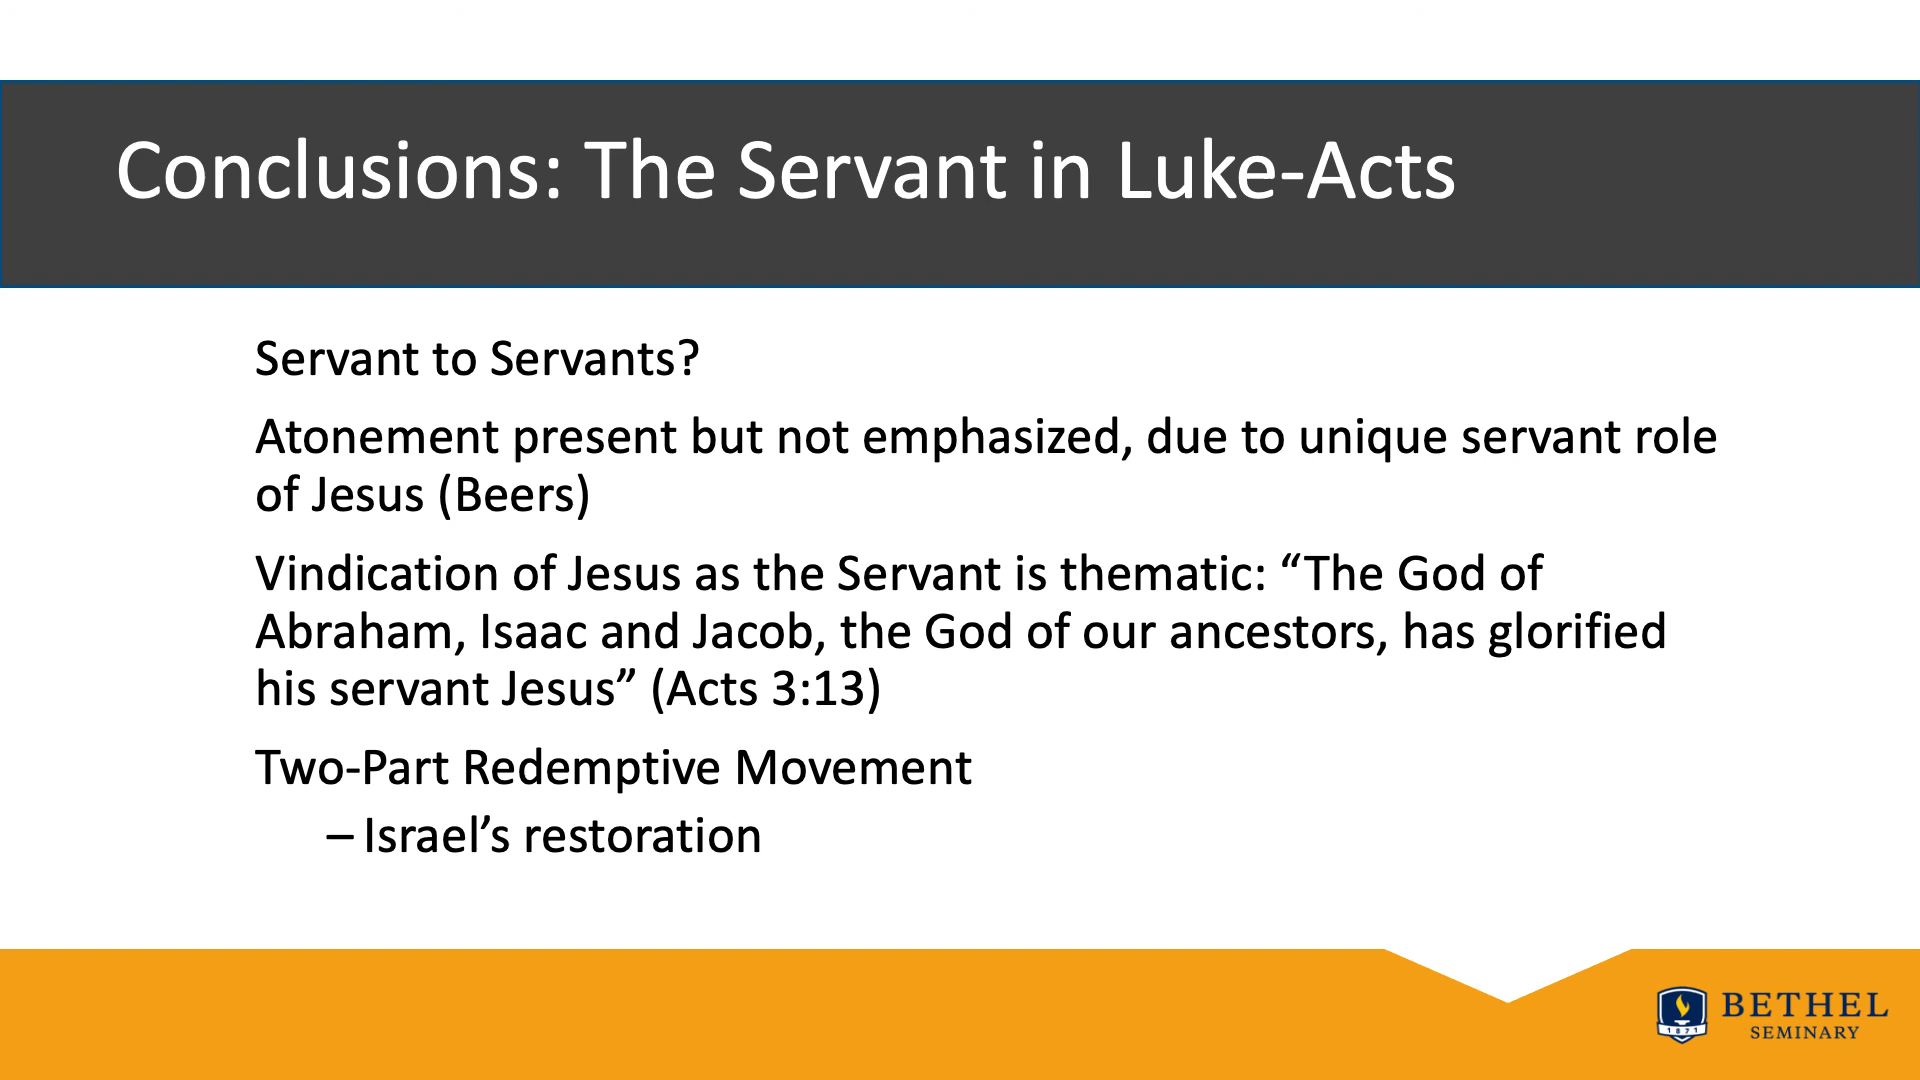 Conclusions: The Servant in Luke-Acts
Servant to Servants?
Atonement present but not emphasized, due to unique servant role
of Jesus (Beers)
Vindication of Jesus as the Servant is thematic: “The God of
Abraham, Isaac and Jacob, the God of our ancestors, has glorified
his servant Jesus” (Acts 3:13)
Two-Part Redemptive Movement
– Israel’s restoration
1871
BETHEL
SEMINARY